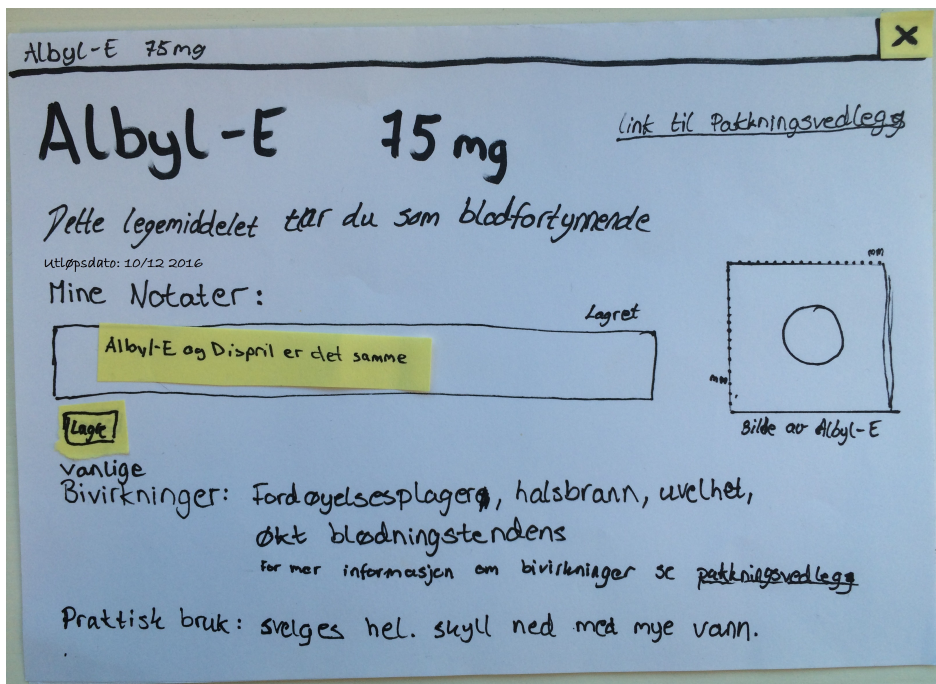 Albyl-E 75mg
X
Albyl-E 75 mg
link til Pakkningsvedlegg
Dette legemiddelet tar du som blodfortynnende
Utløpsdato: 10/12 2016
Mine Notater:
Lagret
Albyl-E og Dispril er det samme
Lagre
mm
mm
Bilde av Albyl-E
vanlige
Bivirkninger: Fordøyelsesplager, halsbrann, uvelhet,
økt blødningstendens
For mer informasjon om bivirkninger se pakkningsvedlegg
Praktisk bruk: svelges hel. skyll ned med mye vann.